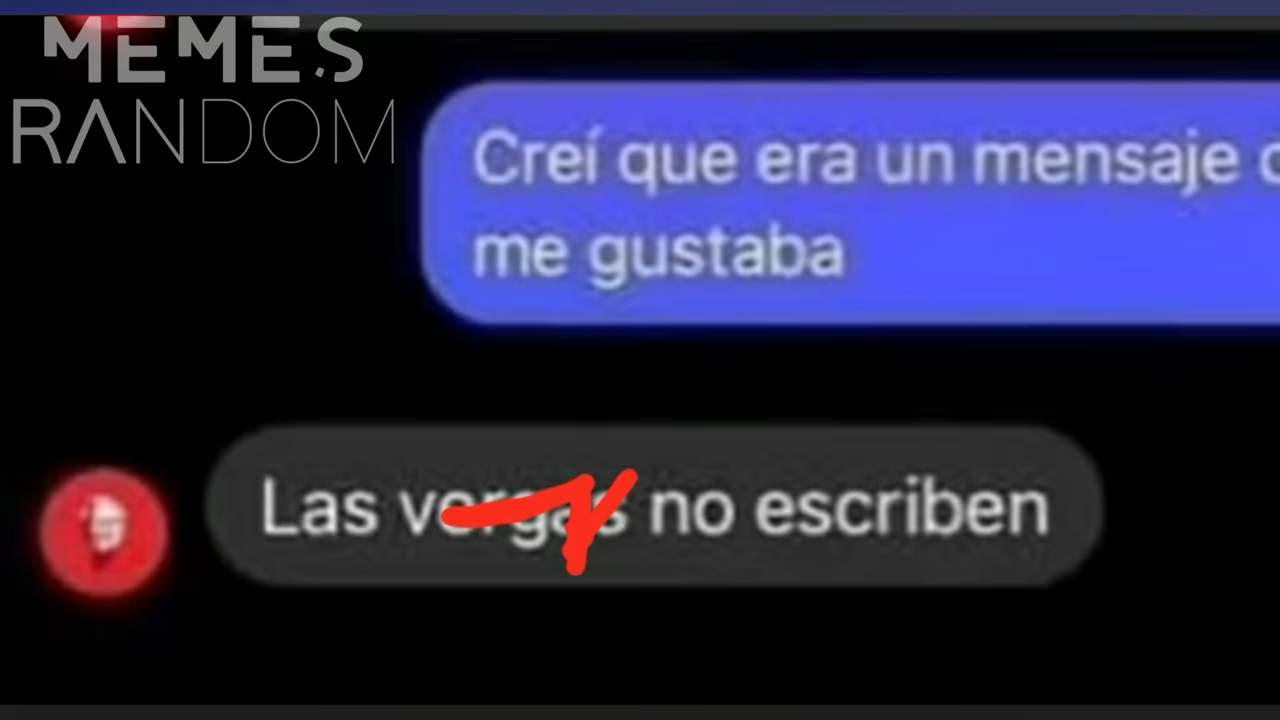 MEMES
RANDOM
Creí que era un mensaje
me gustaba
Las vergas no escriben